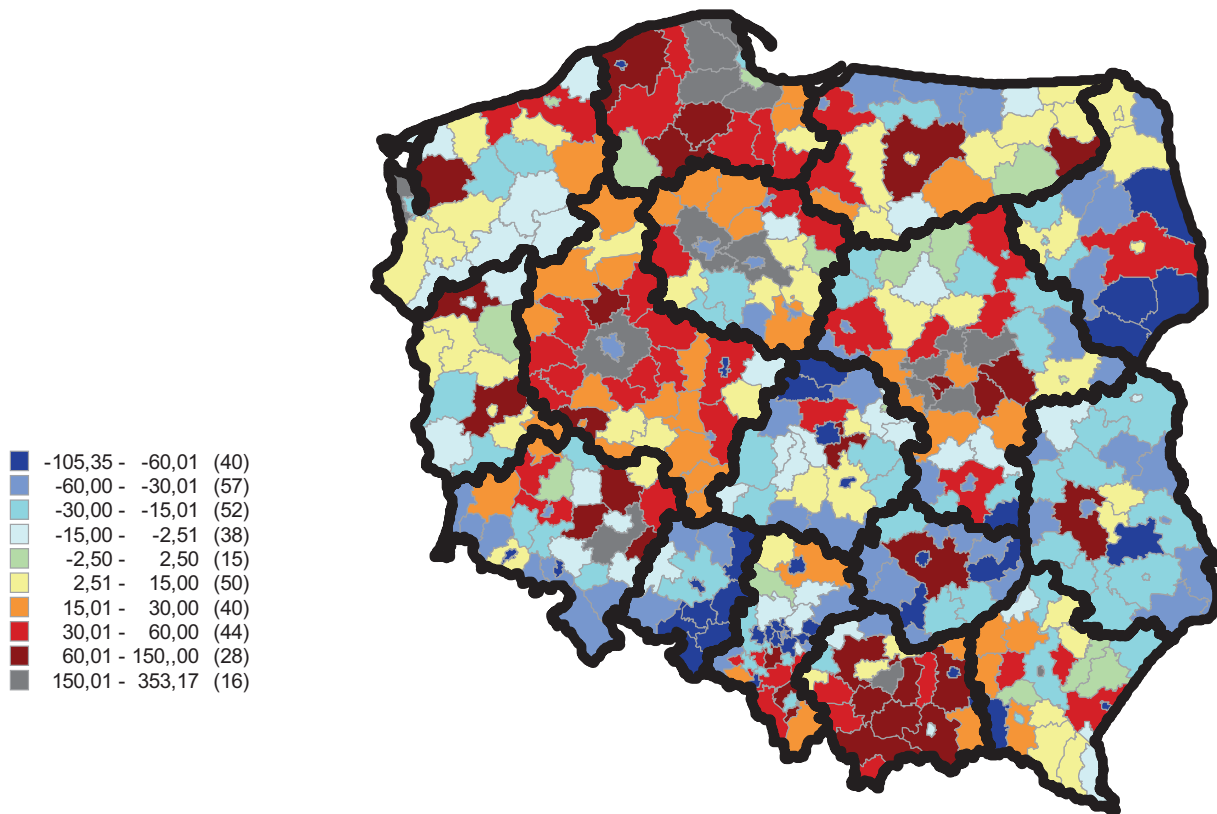 -105,35 - -60,01 (40)
-60,00 - -30,01 (57)
-30,00 - -15,01 (52)
-15,00 - -2,51 (38)
-2,50 - 2,50 (15)
2,51 - 15,00 (50)
15,01 - 30,00 (40)
30,01 - 60,00 (44)
60,01 - 150,,00 (28)
150,01 - 353,17 (16)